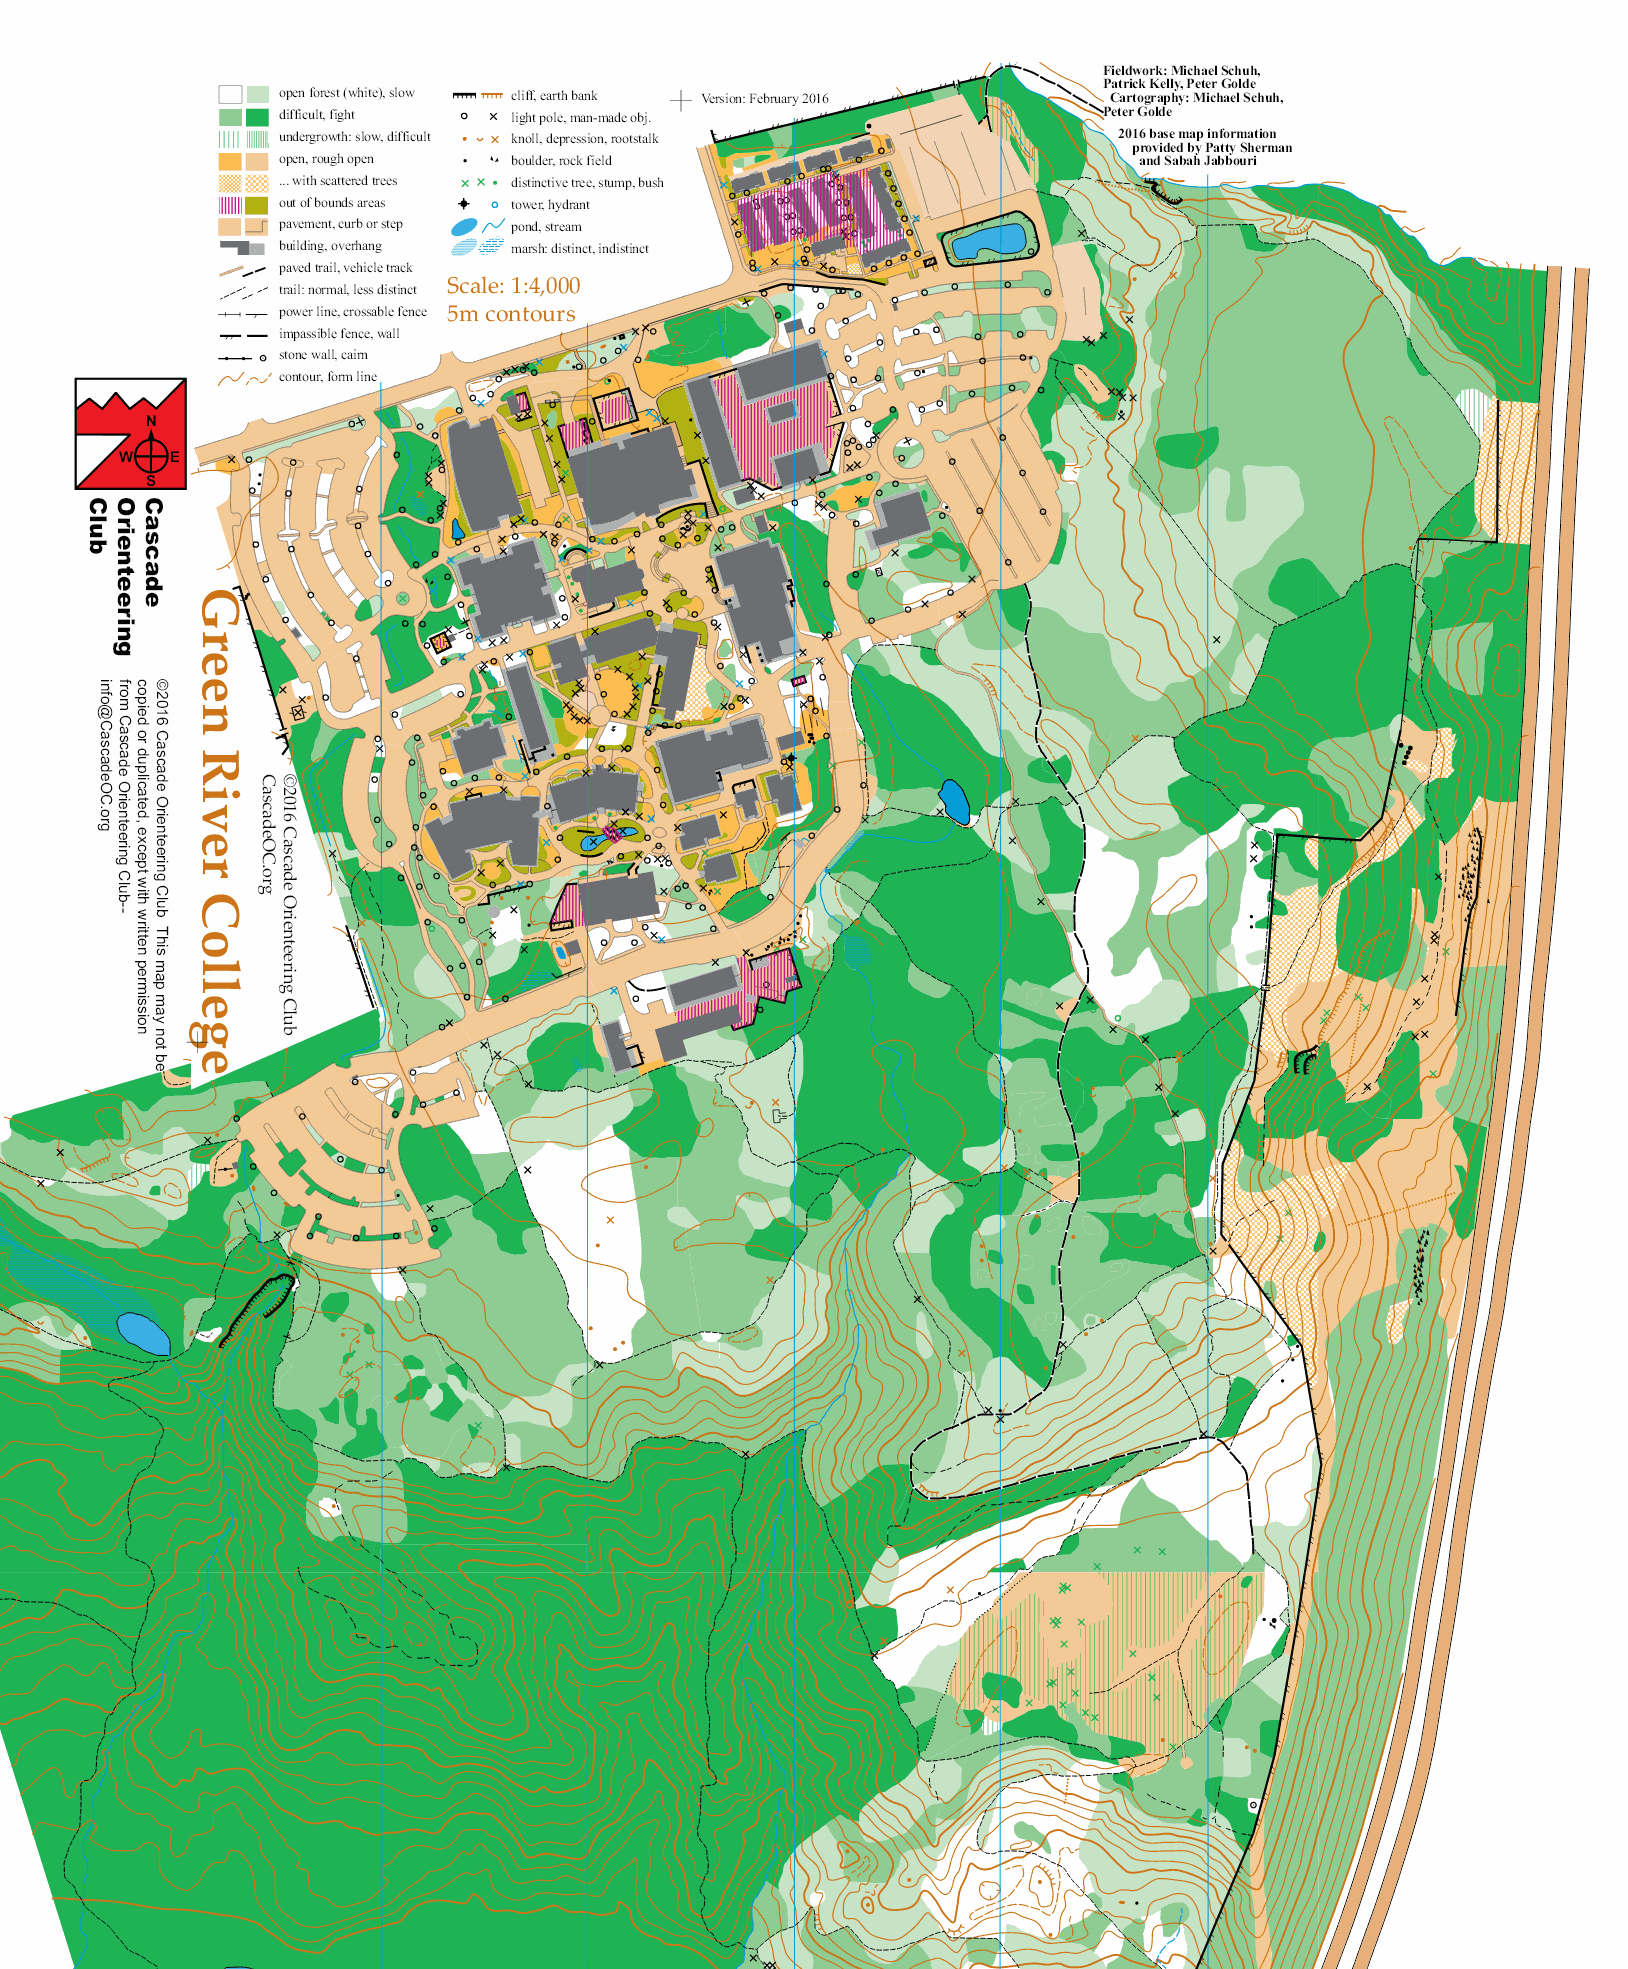 Fieldwork: Michael Schuh,
Patrick Kelly, Peter Golde
Cartography: Michael Schuh,
Peter Golde
2016 base map information
provided by Patty Sherman
and Sabah Jabbouri
Version: February 2016
open forest (white), slow
difficult, fight
undergrowth: slow, difficult
open, rough open
... with scattered trees
out of bounds areas
pavement, curb or step
building, overhang
paved trail, vehicle track
trail: normal, less distinct
power line, crossable fence
impassible fence, wall
stone wall, cairn
contour, form line
cliff, earth bank
light pole, man-made obj.
knoll, depression, rootstalk
boulder, rock field
distinctive tree, stump, bush
tower, hydrant
pond, stream
marsh: distinct, indistinct
Scale: 1:4,000
5m contours
N
W E
S
Cascade
Orienteering
Club
Green River College
©2016 Cascade Orienteering Club
CascadeOC.org
©2016 Cascade Orienteering Club  This map may not be
copied or duplicated, except with written permission
from Cascade Orienteering Club--
info@CascadeOC.org